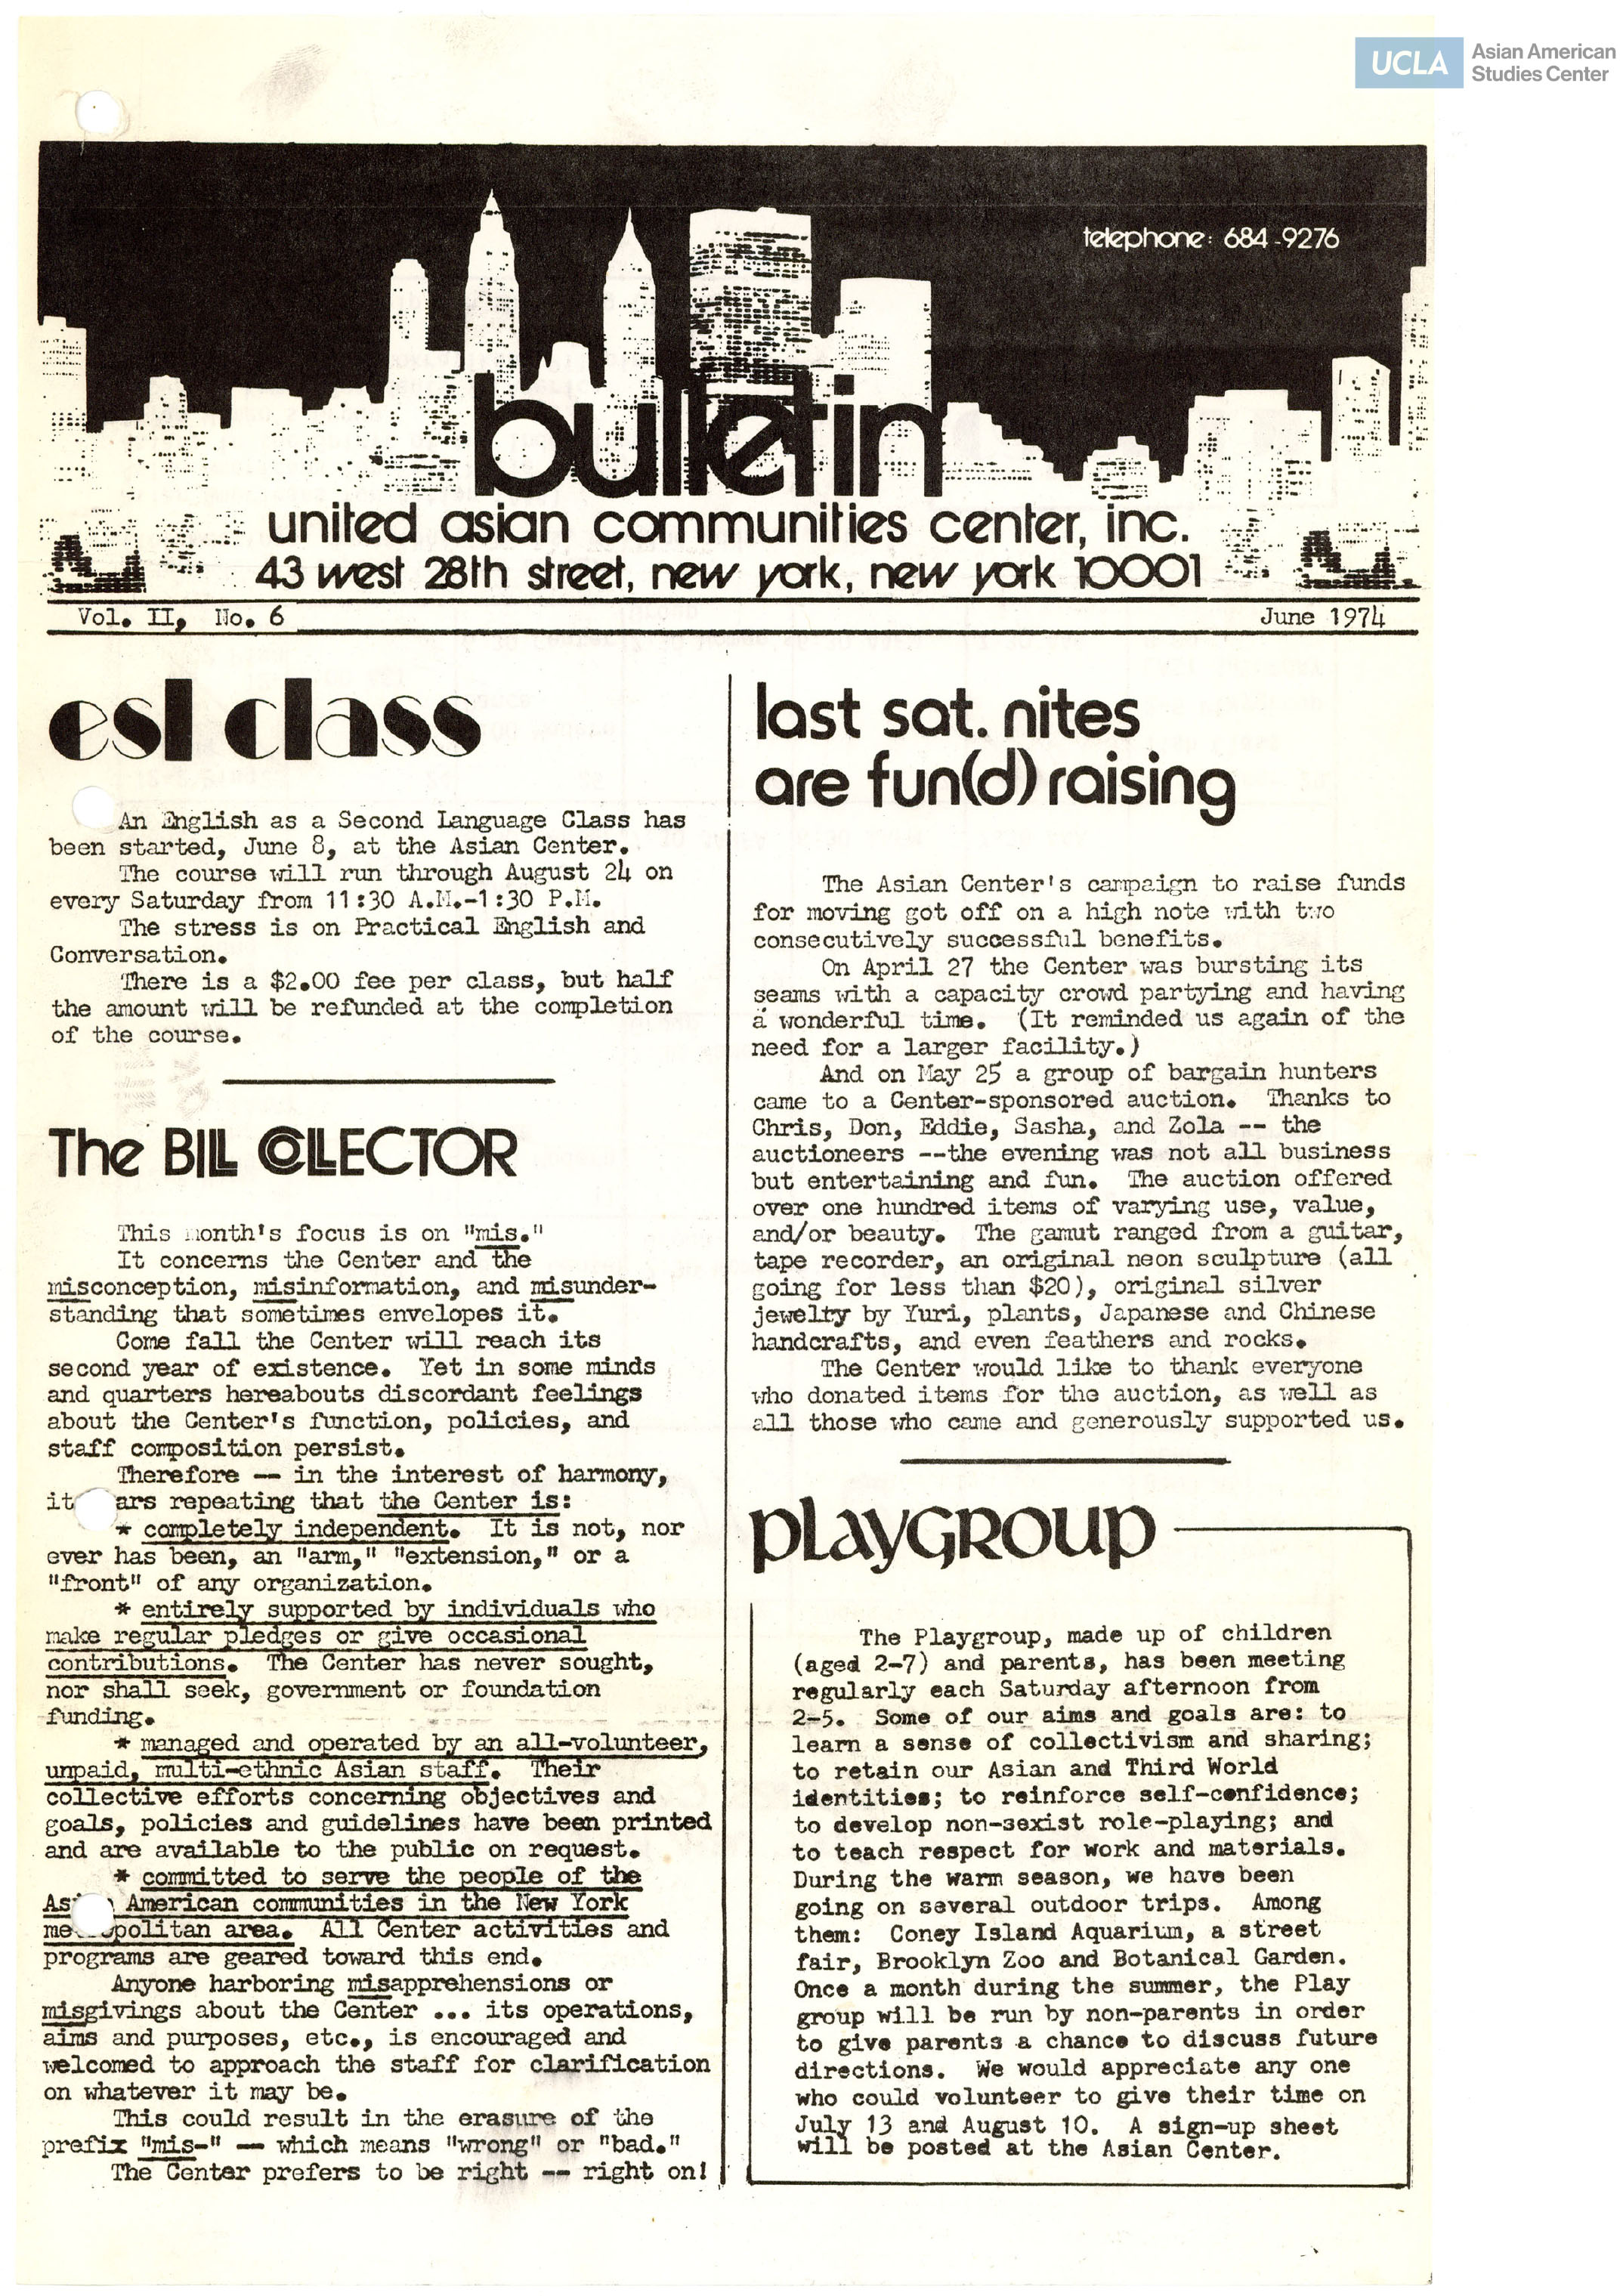 UCLA Asian American
Studies Center
telephone: 684-9276
bulletin
united asian communities center, inc.
43 west 28th street, new york, new york 10001
Vol. II, No. 6
June 1974
esl class
An English as a Second Language Class has
been started, June 8, at the Asian Center.
The course will run through August 24 on
every Saturday from 11:30 A.M.-1:30 P.M.
The stress is on Practical English and
Conversation.
There is a $2.00 fee per class, but half
the amount will be refunded at the completion
of the course.
The BILL COLLECTOR
This month's focus is on "mis."
It concerns the Center and the
misconception, misinformation, and misunder-
standing that sometimes envelopes it.
Come fall the Center will reach its
second year of existence. Yet in some minds
and quarters hereabouts discordant feelings
about the Center's function, policies, and
staff composition persist.
Therefore -- in the interest of harmony,
it ars repeating that the Center is:
* completely independent. It is not, nor
ever has been, an "arm," "extension," or a
"front" of any organization.
* entirely supported by individuals who
make regular pledges or give occasional
contributions. The Center has never sought,
nor shall seek, government or foundation
funding.
* managed and operated by an all-volunteer,
unpaid, multi-ethnic Asian staff. Their
collective efforts concerning objectives and
goals, policies and guidelines have been printed
and are available to the public on request.
* committed to serve the people of the
Asian American communities in the New York
metropolitan area. All Center activities and
programs are geared toward this end.
Anyone harboring misapprehensions or
misgivings about the Center ... its operations,
aims and purposes, etc., is encouraged and
welcomed to approach the staff for clarification
on whatever it may be.
This could result in the erasure of the
prefix "mis-" -- which means "wrong" or "bad."
The Center prefers to be right -- right on!
last sat. nites
are fun(d) raising
The Asian Center's campaign to raise funds
for moving got off on a high note with two
consecutively successful benefits.
On April 27 the Center was bursting its
seams with a capacity crowd partying and having
a wonderful time. (It reminded us again of the
need for a larger facility.)
And on May 25 a group of bargain hunters
came to a Center-sponsored auction. Thanks to
Chris, Don, Eddie, Sasha, and Zola -- the
auctioneers --the evening was not all business
but entertaining and fun. The auction offered
over one hundred items of varying use, value,
and/or beauty. The gamut ranged from a guitar,
tape recorder, an original neon sculpture (all
going for less than $20), original silver
jewelty by Yuri, plants, Japanese and Chinese
handcrafts, and even feathers and rocks.
The Center would like to thank everyone
who donated items for the auction, as well as
all those who came and generously supported us.
playgroup
The Playgroup, made up of children
(aged 2-7) and parents, has been meeting
regularly each Saturday afternoon from
2-5. Some of our aims and goals are: to
learn a sense of collectivism and sharing;
to retain our Asian and Third World
identities; to reinforce self-confidence;
to develop non-sexist role-playing; and
to teach respect for work and materials.
During the warm season, we have been
going on several outdoor trips. Among
them: Coney Island Aquarium, a street
fair, Brooklyn Zoo and Botanical Garden.
Once a month during the summer, the Play
group will be run by non-parents in order
to give parents a chance to discuss future
directions. We would appreciate any one
who could volunteer to give their time on
July 13 and August 10. A sign-up sheet
will be posted at the Asian Center.